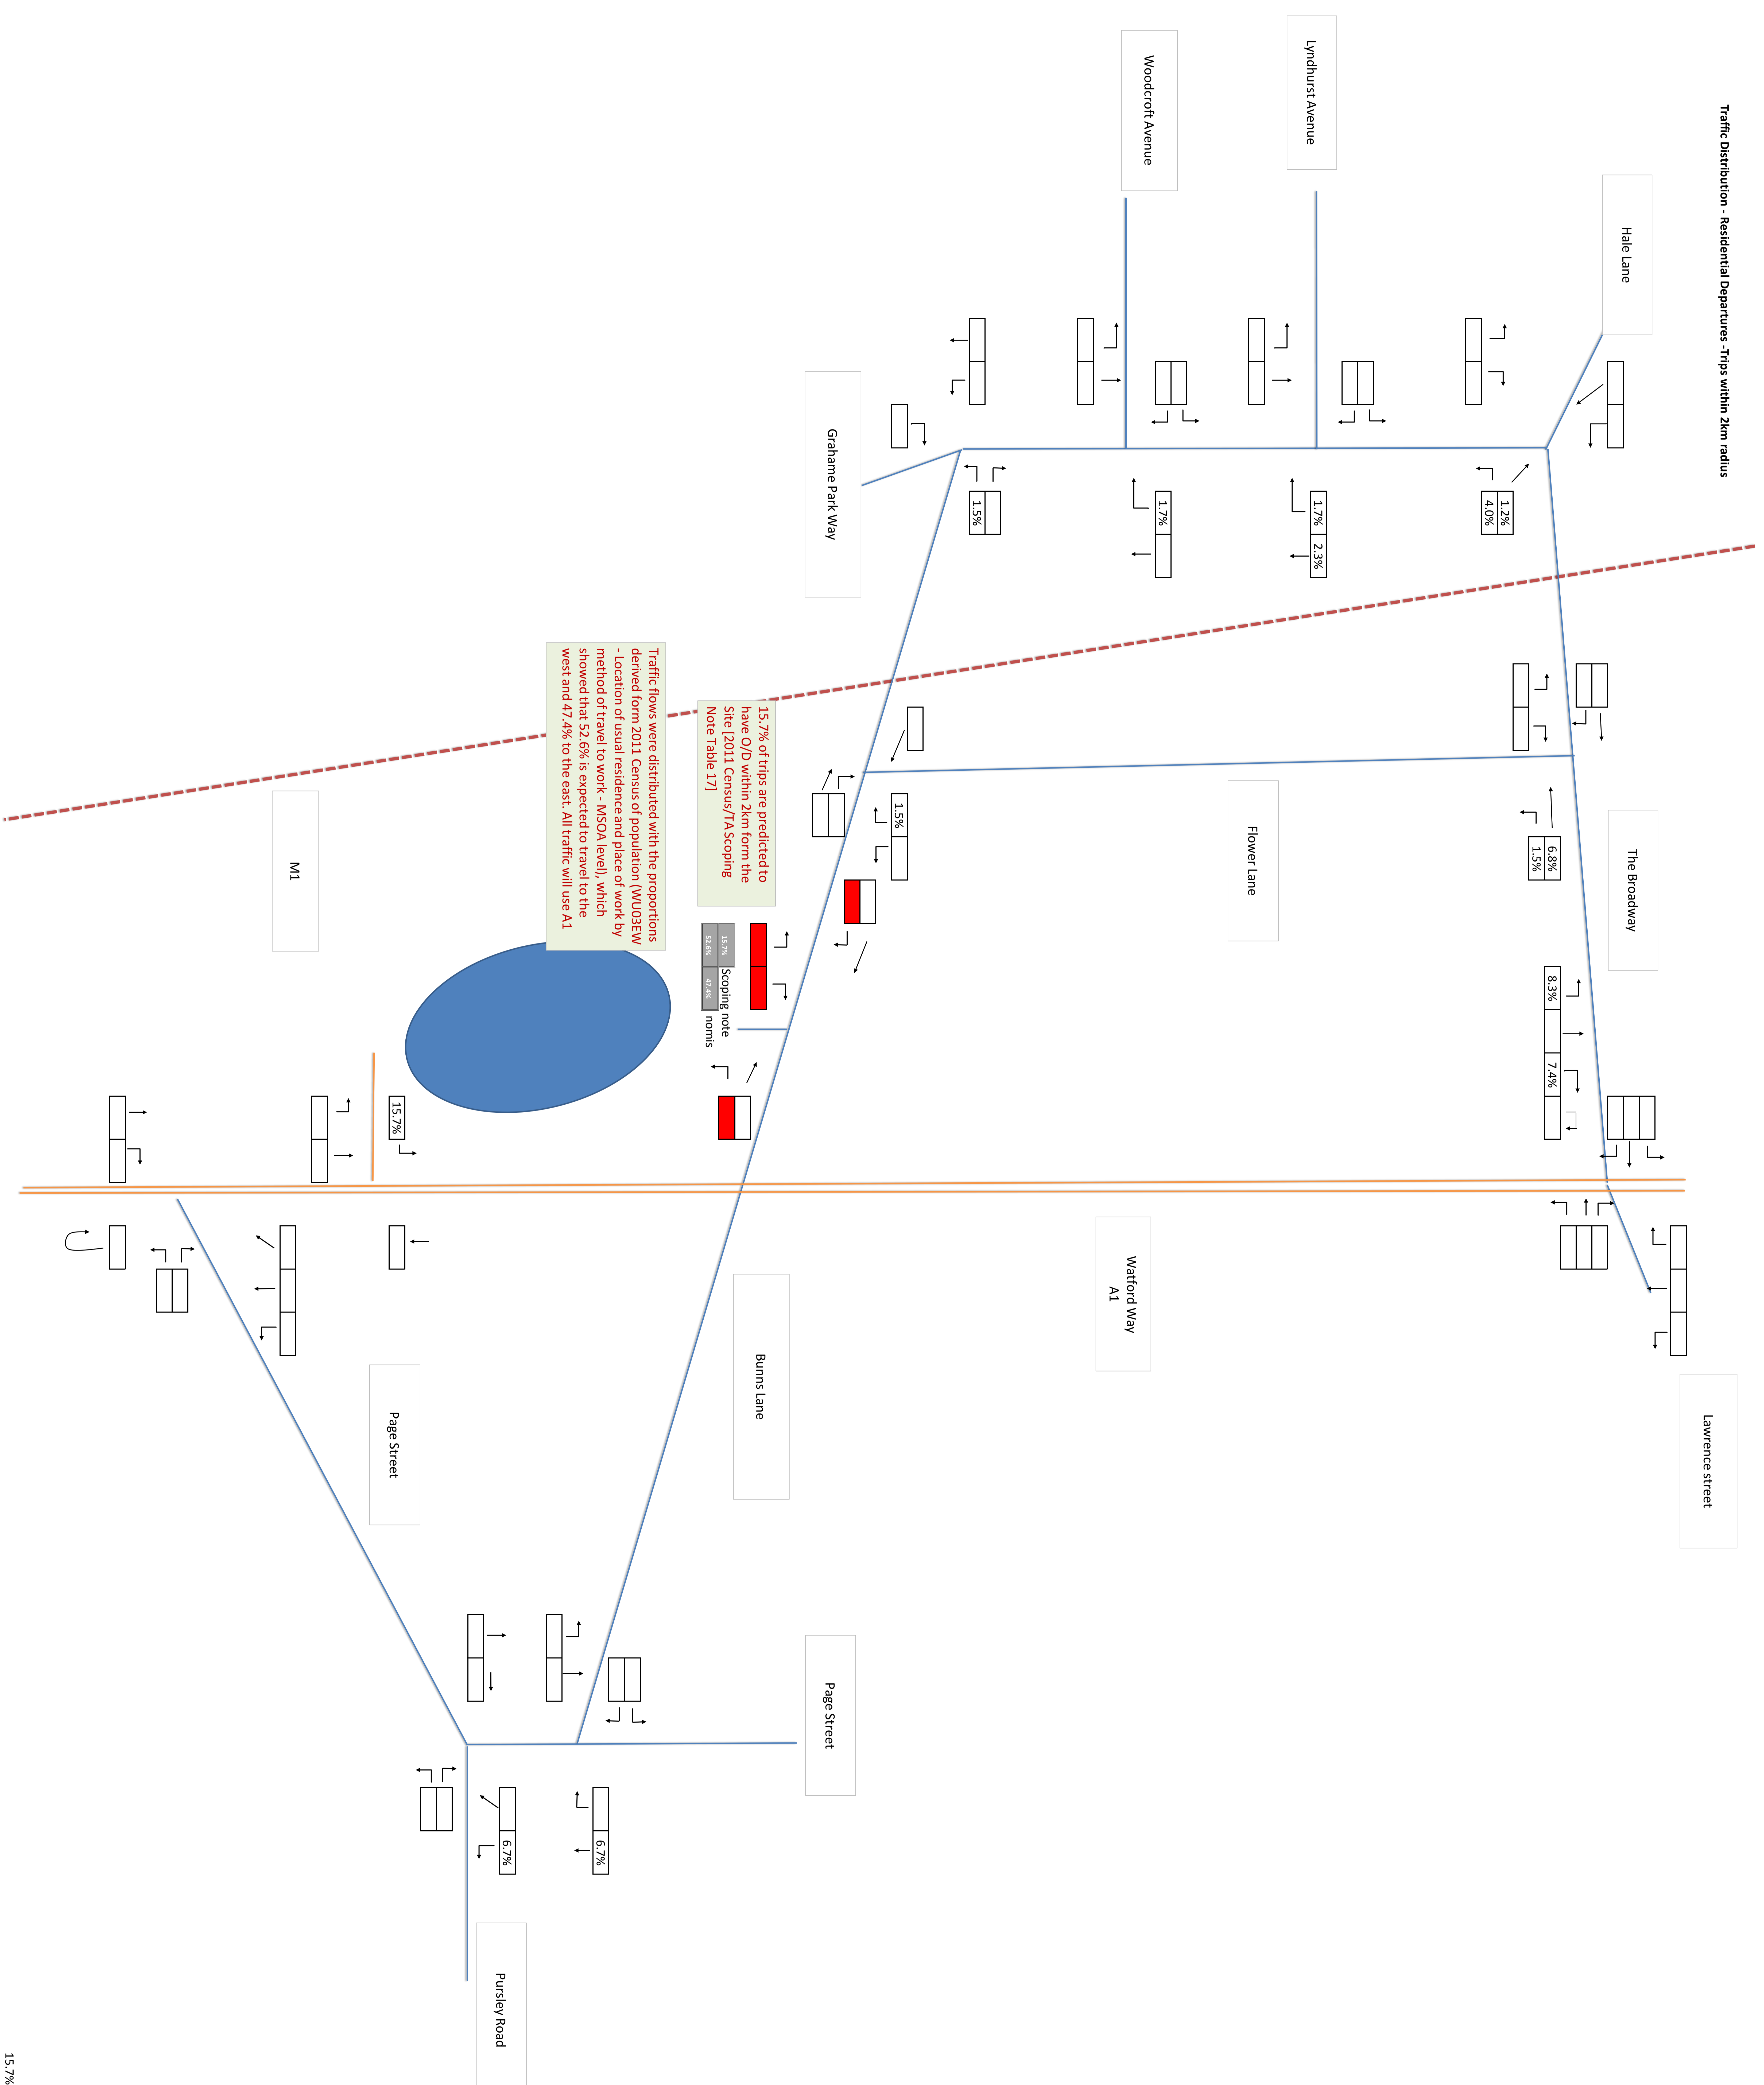 Traffic Distribution - Residential Departures -Trips within 2km radius
Lawrence street
Hale Lane
The Broadway
1.2%
4.0%
6.8%
1.5%
8.3% 7.4%
Lyndhurst Avenue
1.7% 2.3%
Flower Lane
Woodcroft Avenue
1.7%
Watford Way
A1
1.5%
1.5%
Grahame Park Way
Page Street
15.7% of trips are predicted to
have O/D within 2km form the
Site [2011 Census/TA Scoping
Note Table 17]
15.7% Scoping note
52.6% 47.4% nomis
Bunns Lane
Traffic flows were distributed with the proportions
derived form 2011 Census of population (WU03EW
- Location of usual residence and place of work by
method of travel to work - MSOA level), which
showed that 52.6% is expected to travel to the
west and 47.4% to the east. All traffic will use A1
6.7%
6.7%
Pursley Road
15.7%
Page Street
M1
15.7%